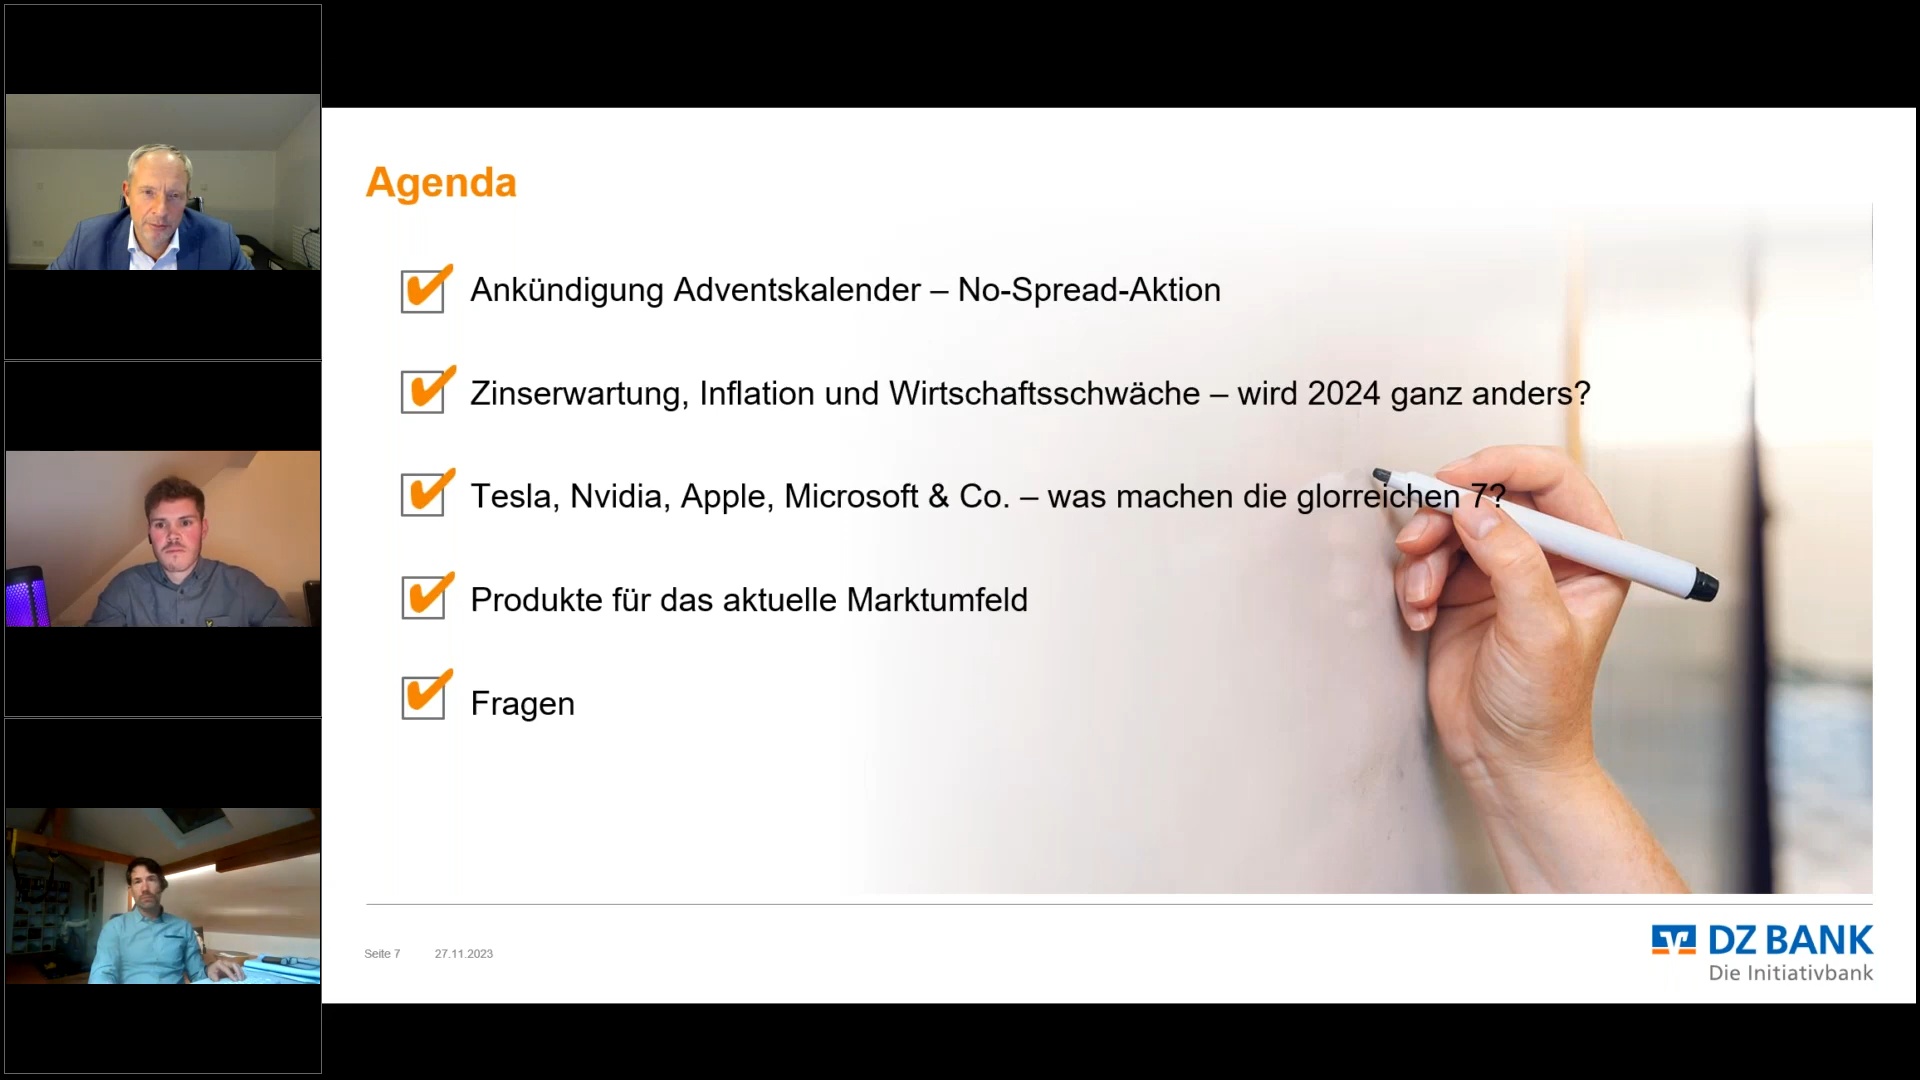 Agenda
Ankündigung Adventskalender – No-Spread-Aktion
Zinserwartung, Inflation und Wirtschaftsschwäche – wird 2024 ganz anders?
Tesla, Nvidia, Apple, Microsoft & Co. – was machen die glorreichen 7?
Produkte für das aktuelle Marktumfeld
Fragen
Seite 7 27.11.2023
DZ BANK
Die Initiativbank